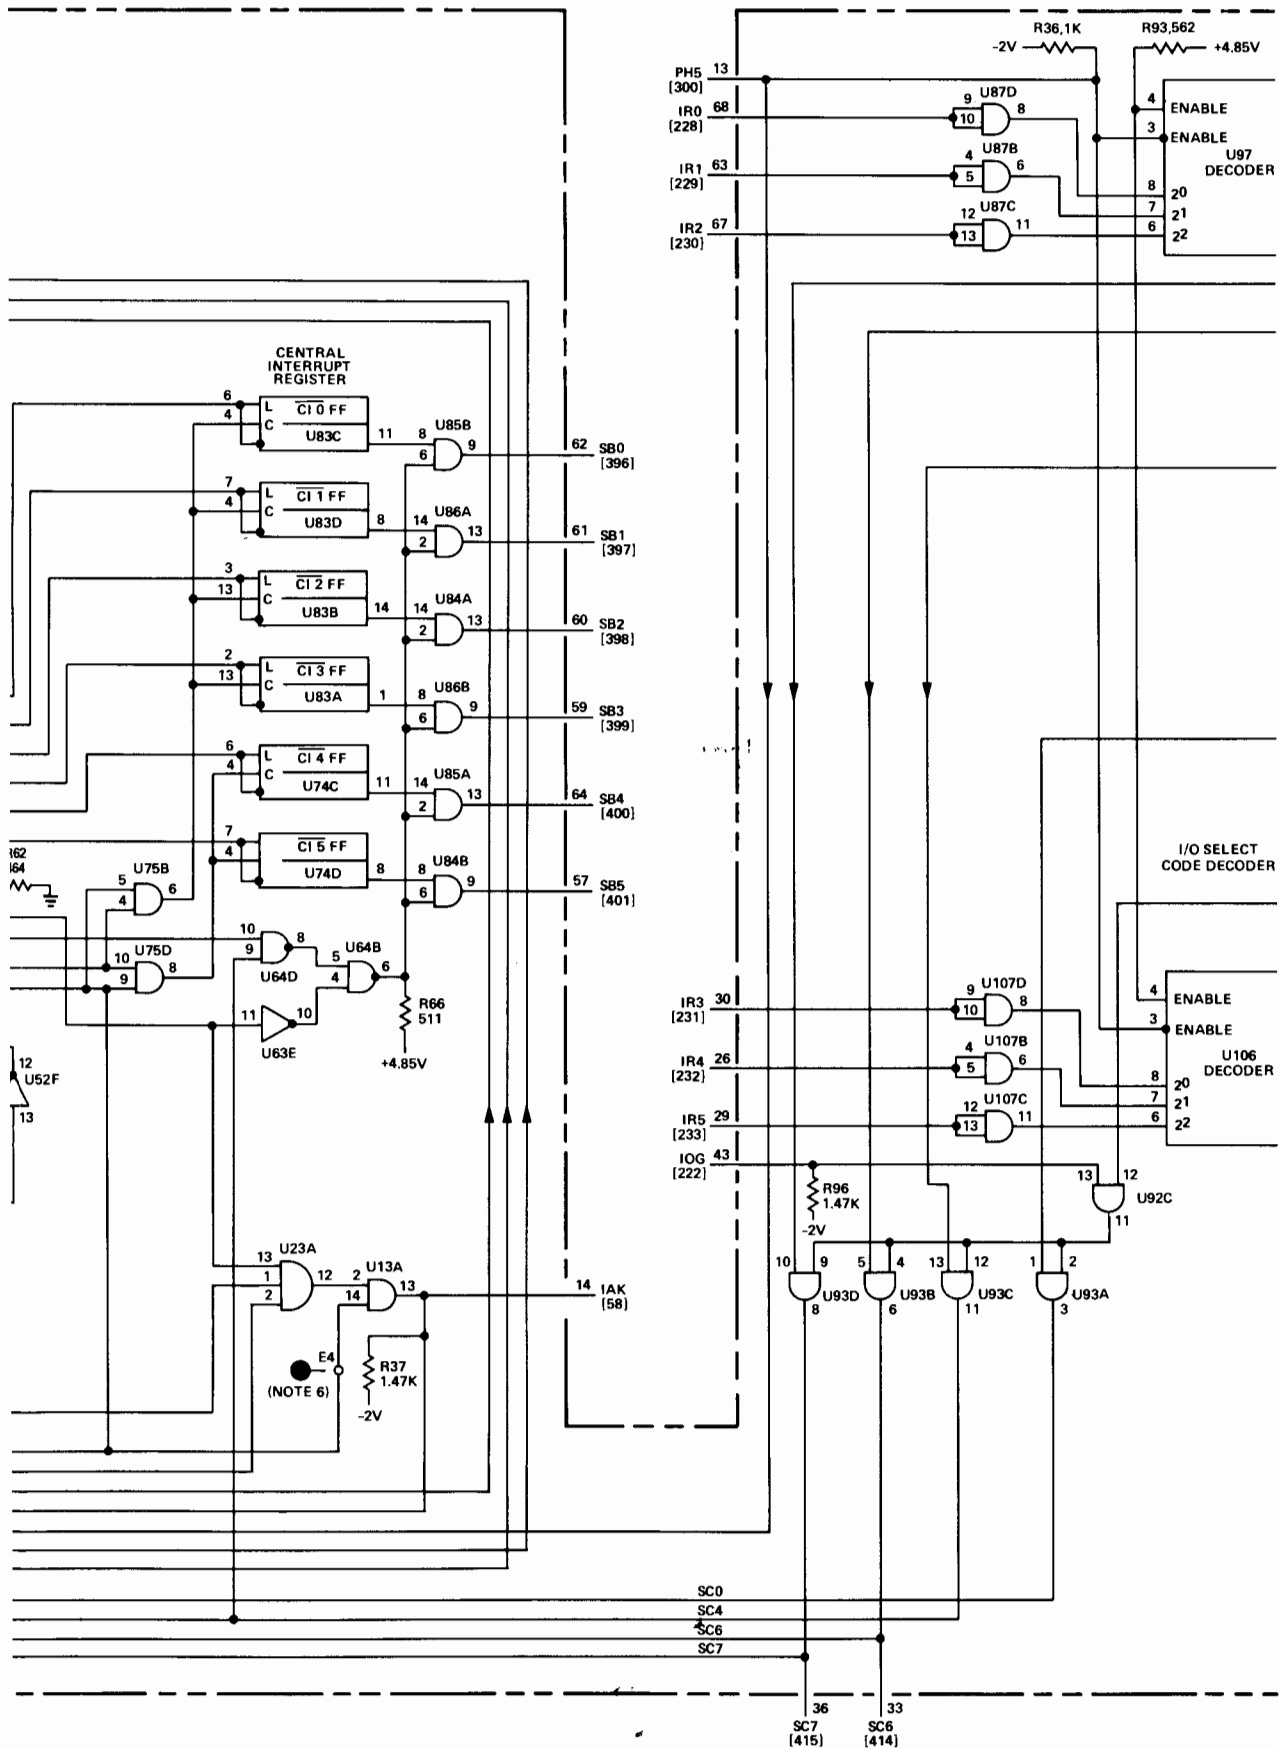 R36,1K
R93,562
-2V
+4.85V
PH5 13
[300]
IR0 68
[228]
9 U87D
10 8
4 ENABLE
3 ENABLE
U97
DECODER
IR1 63
[229]
4 U87B
5 6
8 2⁰
7 2¹
6 2²
IR2 67
[230]
12 U87C
13 11
CENTRAL
INTERRUPT
REGISTER
6 L C̅I̅ 0̅ FF
4 C U83C 11
8 U85B
6 9
62 SB0
[396]
7 L C̅I̅ 1̅ FF
4 C U83D 8
14 U86A
2 13
61 SB1
[397]
3 L C̅I̅ 2̅ FF
13 C U83B 14
14 U84A
2 13
60 SB2
[398]
2 L C̅I̅ 3̅ FF
13 C U83A 1
8 U86B
6 9
59 SB3
[399]
6 L C̅I̅ 4̅ FF
4 C U74C 11
14 U85A
2 13
64 SB4
[400]
7 L C̅I̅ 5̅ FF
4 C U74D 8
8 U84B
6 9
57 SB5
[401]
I/O SELECT
CODE DECODER
5 U75B
4 6
10 U75D
9 8
10 8
9 U64D
5 U64B
4 6
11 10
U63E
R66
511
+4.85V
12
U52F
13
IR3 30
[231]
9 U107D
10 8
4 ENABLE
3 ENABLE
U106
DECODER
IR4 26
[232]
4 U107B
5 6
8 2⁰
7 2¹
6 2²
IR5 29
[233]
12 U107C
13 11
IOG 43
[222]
R96
1.47K
-2V
13 12
U92C
11
10 9
U93D
8
5 4
U93B
6
13 12
U93C
11
1 2
U93A
3
U23A
13
1
2
12
U13A
2
14
13
14 IAK
[58]
E4
(NOTE 6)
R37
1.47K
-2V
SC0
SC4
SC6
SC7
36
SC7
[415]
33
SC6
[414]